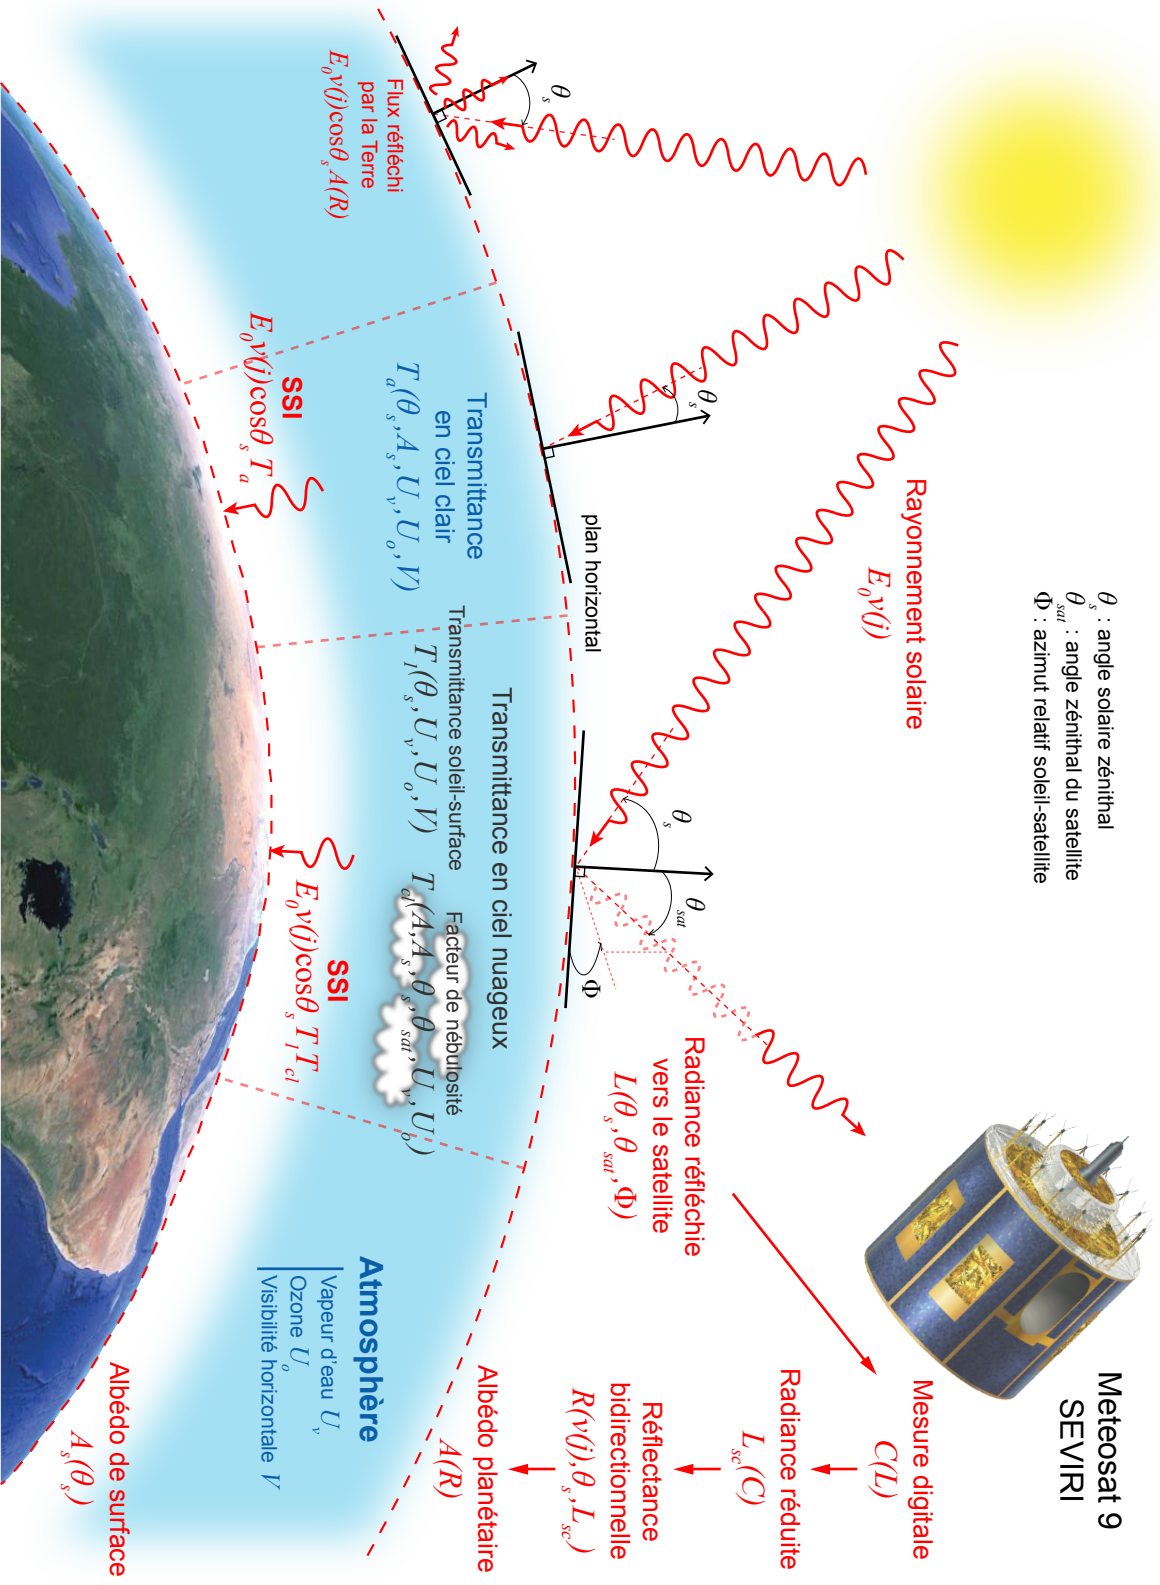 Meteosat 9
SEVIRI
θs : angle solaire zénithal
θsat : angle zénithal du satellite
Φ : azimut relatif soleil-satellite
Rayonnement solaire
E0ν(j)
θs
θs
θs
θsat
Φ
plan horizontal
Flux réfléchi
par la Terre
E0ν(j)cosθsA(R)
Radiance réfléchie
vers le satellite
L(θs,θsat,Φ)
Mesure digitale
C(L)
Radiance réduite
Lsc(C)
Réflectance
bidirectionnelle
R(ν(j),θs,Lsc)
Albédo planétaire
A(R)
Transmittance
en ciel clair
Ta(θs,As,Uv,Uo,V)
Transmittance en ciel nuageux
Transmittance soleil-surface
T1(θs,Uv,Uo,V)
Facteur de nébulosité
Tcl(A,As,θs,θsat,Uv,Uo)
Atmosphère
Vapeur d'eau Uv
Ozone Uo
Visibilité horizontale V
SSI
E0ν(j)cosθsTa
SSI
E0ν(j)cosθsT1Tcl
Albédo de surface
As(θs)